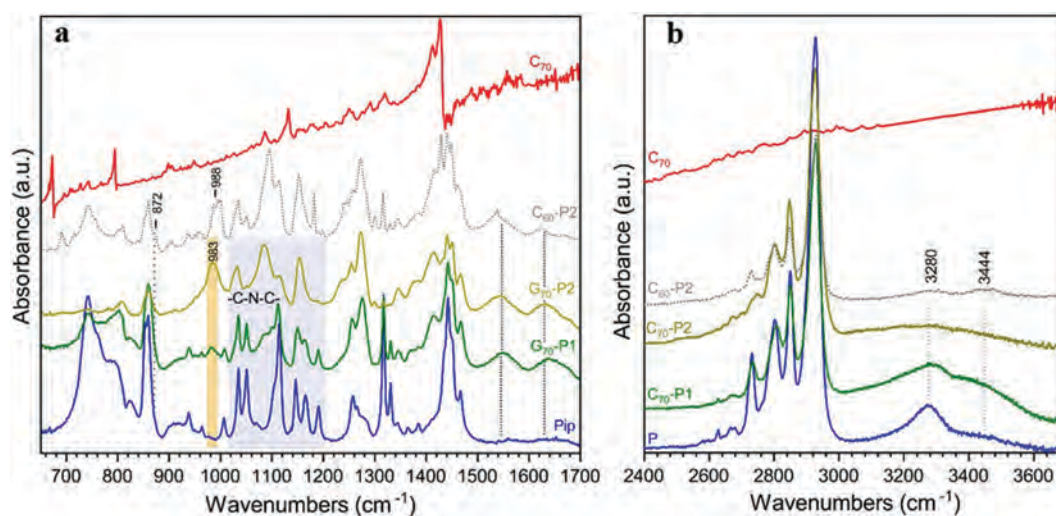 a
C₇₀
988
872
C₆₀-P2
983
-C-N-C-
G₇₀-P2
G₇₀-P1
Pip
Absorbance (a.u.)
700 800 900 1000 1100 1200 1300 1400 1500 1600 1700
Wavenumbers (cm⁻¹)
b
C₇₀
3280
3444
C₆₀-P2
C₇₀-P2
C₇₀-P1
P
Absorbance (a.u.)
2400 2600 2800 3000 3200 3400 3600
Wavenumbers (cm⁻¹)